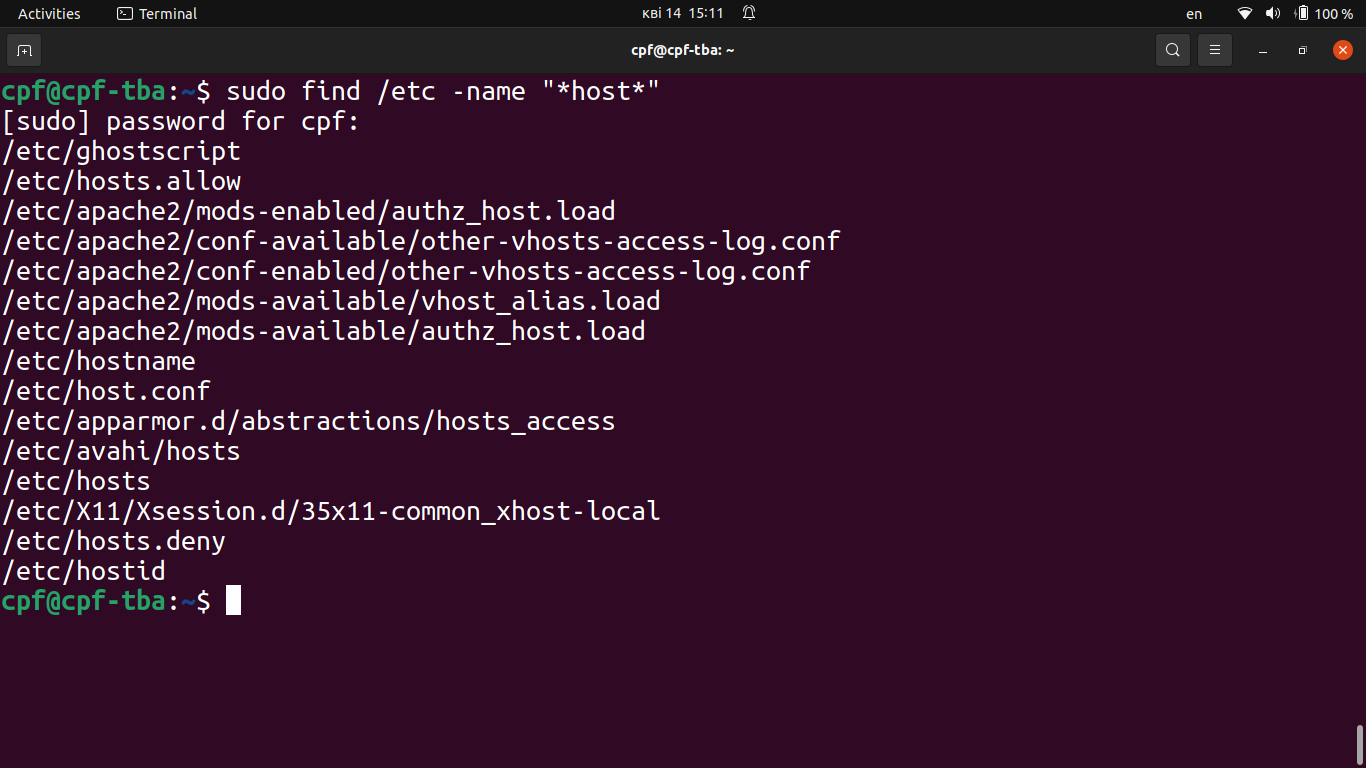 Activities Terminal кві 14 15:11 en 100 %
cpf@cpf-tba: ~
cpf@cpf-tba:~$ sudo find /etc -name "*host*"
[sudo] password for cpf:
/etc/ghostscript
/etc/hosts.allow
/etc/apache2/mods-enabled/authz_host.load
/etc/apache2/conf-available/other-vhosts-access-log.conf
/etc/apache2/conf-enabled/other-vhosts-access-log.conf
/etc/apache2/mods-available/vhost_alias.load
/etc/apache2/mods-available/authz_host.load
/etc/hostname
/etc/host.conf
/etc/apparmor.d/abstractions/hosts_access
/etc/avahi/hosts
/etc/hosts
/etc/X11/Xsession.d/35x11-common_xhost-local
/etc/hosts.deny
/etc/hostid
cpf@cpf-tba:~$